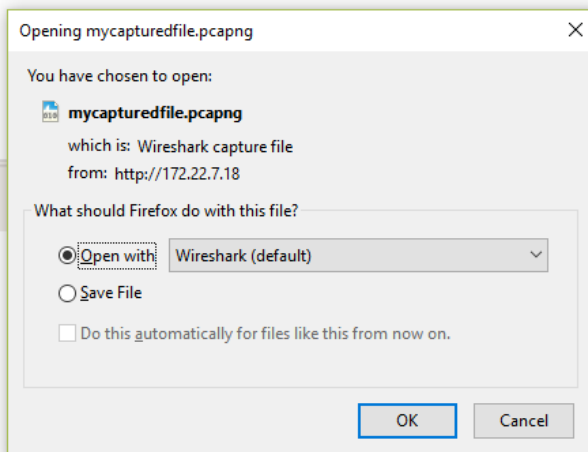 Opening mycapturedfile.pcapng
You have chosen to open:
010
mycapturedfile.pcapng
which is: Wireshark capture file
from: http://172.22.7.18
What should Firefox do with this file?
Open with Wireshark (default)
Save File
Do this automatically for files like this from now on.
OK Cancel